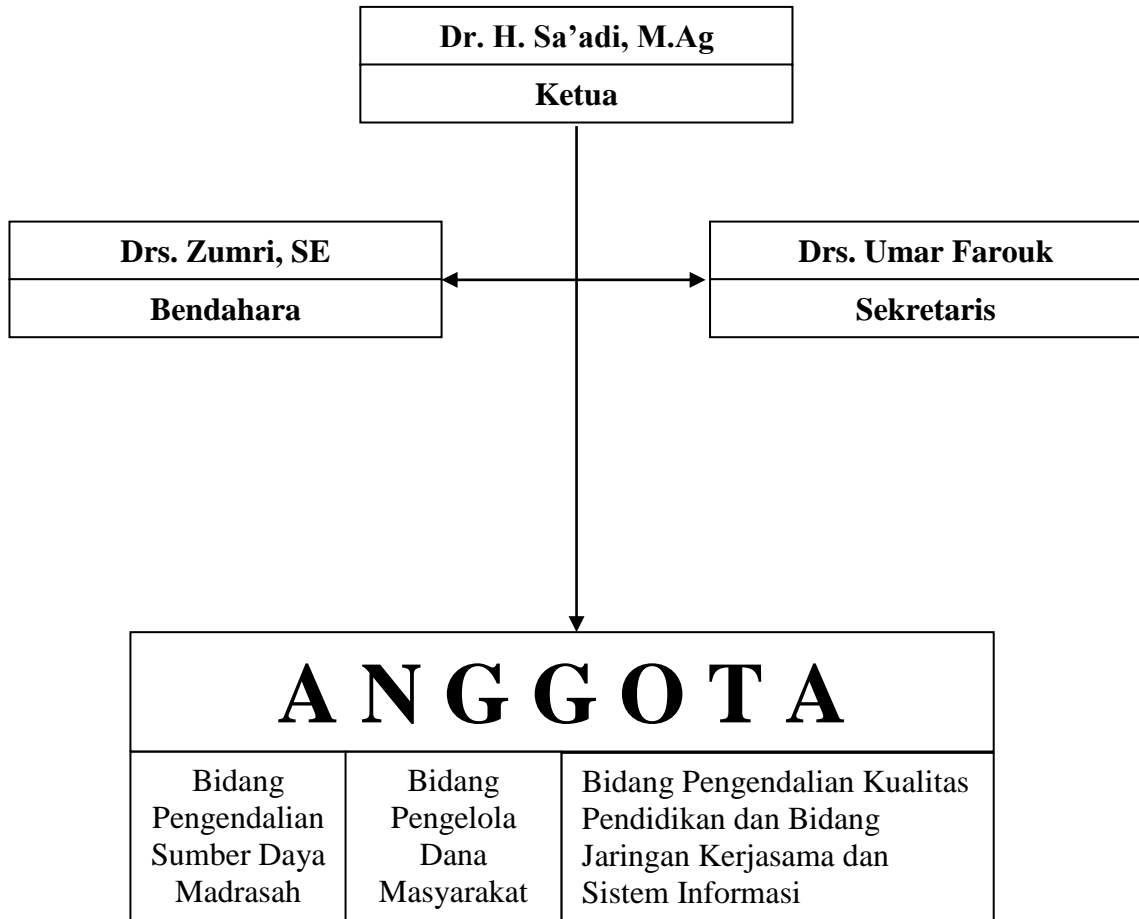 Dr. H. Sa’adi, M.Ag
Ketua
Drs. Zumri, SE
Bendahara
Drs. Umar Farouk
Sekretaris
A N G G O T A
Bidang
Pengendalian
Sumber Daya
Madrasah
Bidang
Pengelola
Dana
Masyarakat
Bidang Pengendalian Kualitas
Pendidikan dan Bidang
Jaringan Kerjasama dan
Sistem Informasi